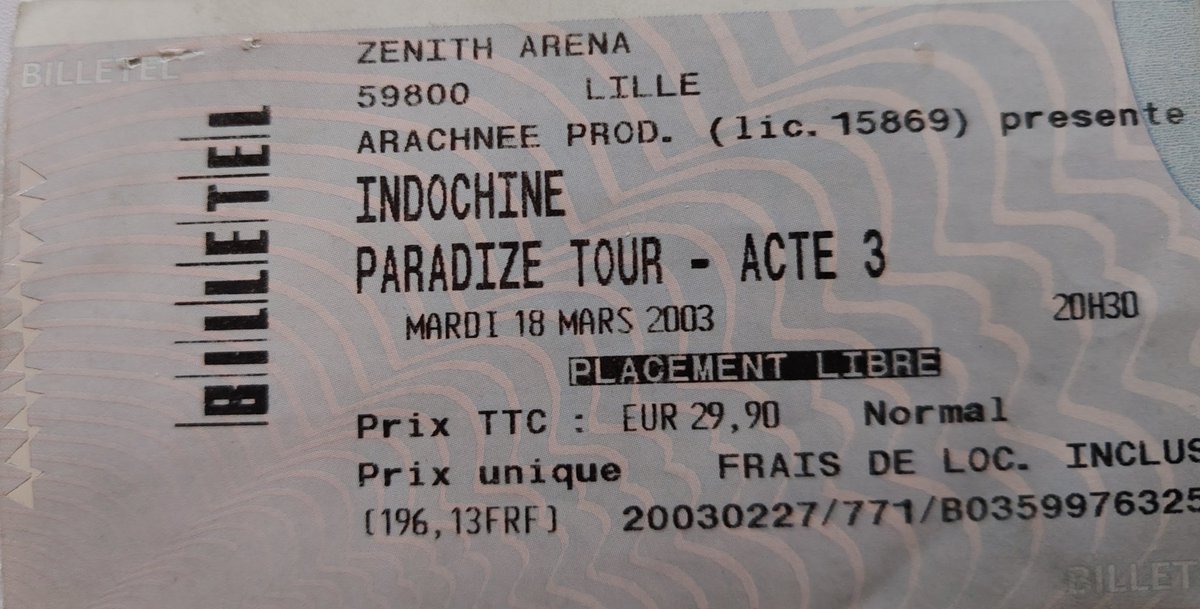 BILLETEL
BILLETEL
ZENITH ARENA
59800 LILLE
ARACHNEE PROD. (lic. 15869) presente
INDOCHINE
PARADIZE TOUR - ACTE 3
MARDI 18 MARS 2003 20H30
PLACEMENT LIBRE
Prix TTC : EUR 29,90 Normal
Prix unique FRAIS DE LOC. INCLUS
(196,13FRF) 20030227/771/B0359976325
BILLET